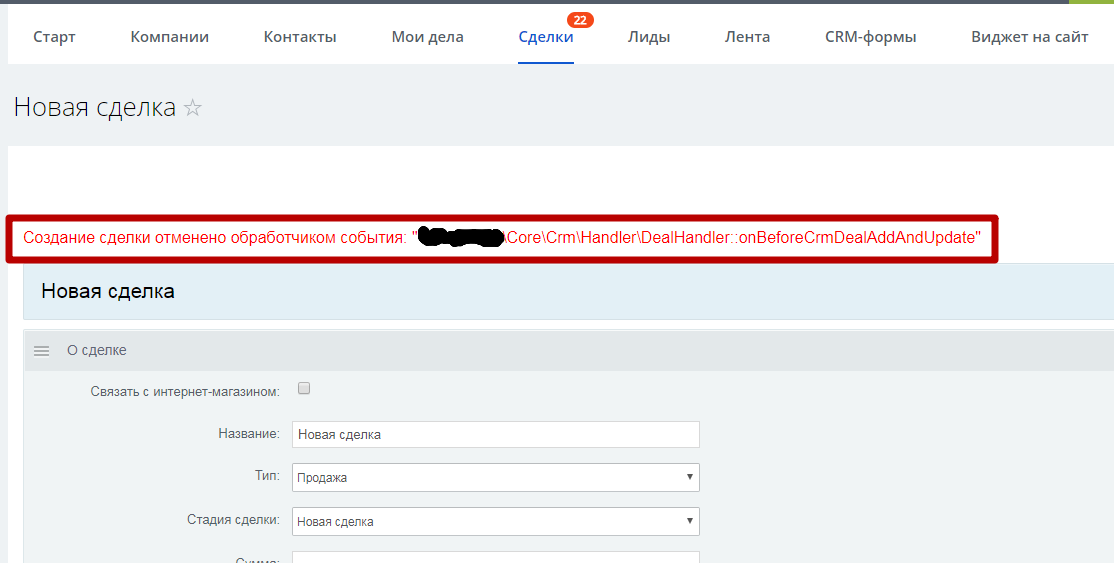 22
Старт Компании Контакты Мои дела Сделки Лиды Лента CRM-формы Виджет на сайт
Новая сделка
Создание сделки отменено обработчиком события: "\Core\Crm\Handler\DealHandler::onBeforeCrmDealAddAndUpdate"
Новая сделка
О сделке
Связать с интернет-магазином:
Название: Новая сделка
Тип: Продажа
Стадия сделки: Новая сделка
Сумма: